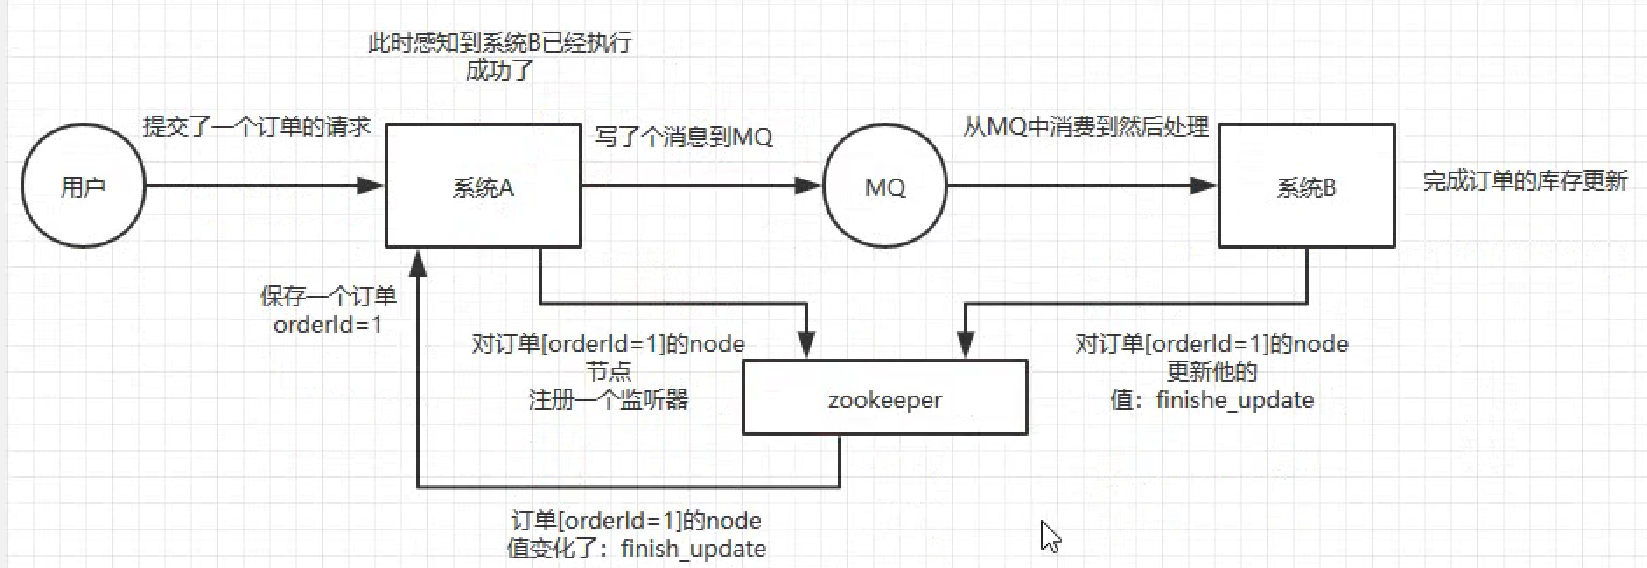 此时感知到系统B已经执行
成功了
提交了一个订单的请求
写了个消息到MQ
从MQ中消费到然后处理
用户
系统A
MQ
系统B
完成订单的库存更新
保存一个订单
orderId=1
对订单[orderId=1]的node
节点
注册一个监听器
zookeeper
对订单[orderId=1]的node
更新他的
值：finishe_update
订单[orderId=1]的node
值变化了：finish_update